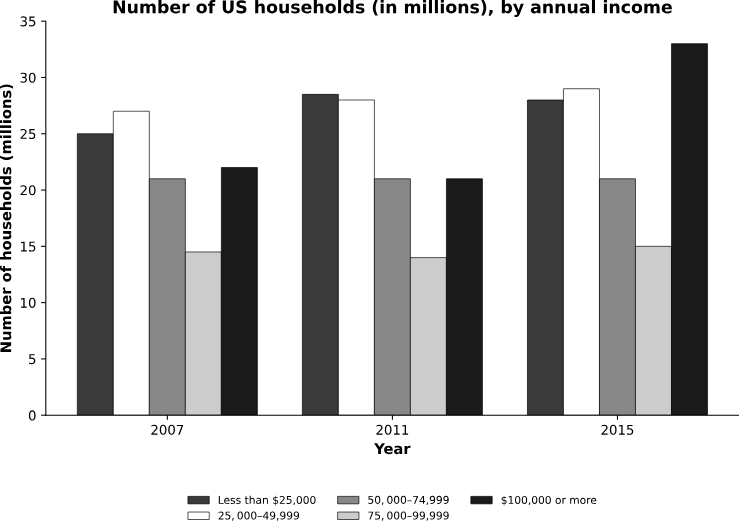 Number of US households (in millions), by annual income
35
30
25
20
15
10
5
0
Number of households (millions)
2007 2011 2015
Year
Less than $25,000 50,000–74,999 $100,000 or more
25,000–49,999 75,000–99,999